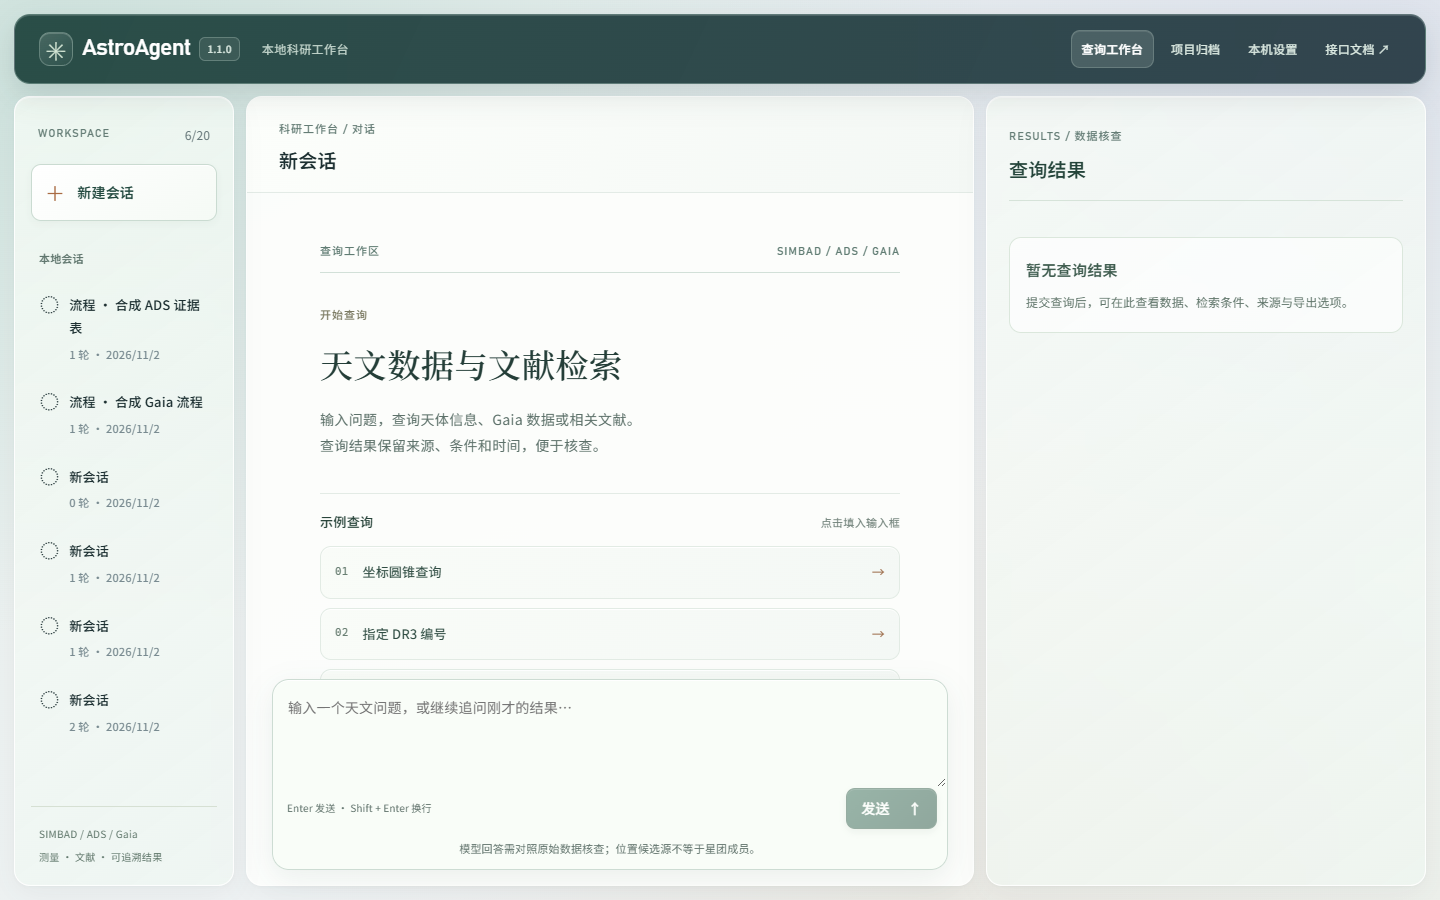 AstroAgent 1.1.0 本地科研工作台
查询工作台 项目归档 本机设置 接口文档 ↗
WORKSPACE 6/20
新建会话
本地会话
流程 · 合成 ADS 证据
表
1 轮 · 2026/11/2
流程 · 合成 Gaia 流程
1 轮 · 2026/11/2
新会话
0 轮 · 2026/11/2
新会话
1 轮 · 2026/11/2
新会话
1 轮 · 2026/11/2
新会话
2 轮 · 2026/11/2
SIMBAD / ADS / Gaia
测量 · 文献 · 可追溯结果
科研工作台 / 对话
新会话
查询工作区 SIMBAD / ADS / GAIA
开始查询
天文数据与文献检索
输入问题，查询天体信息、Gaia 数据或相关文献。
查询结果保留来源、条件和时间，便于核查。
示例查询 点击填入输入框
01 坐标圆锥查询 →
02 指定 DR3 编号 →
输入一个天文问题，或继续追问刚才的结果…
Enter 发送 · Shift + Enter 换行
发送 ↑
模型回答需对照原始数据核查；位置候选源不等于星团成员。
RESULTS / 数据核查
查询结果
暂无查询结果
提交查询后，可在此查看数据、检索条件、来源与导出选项。